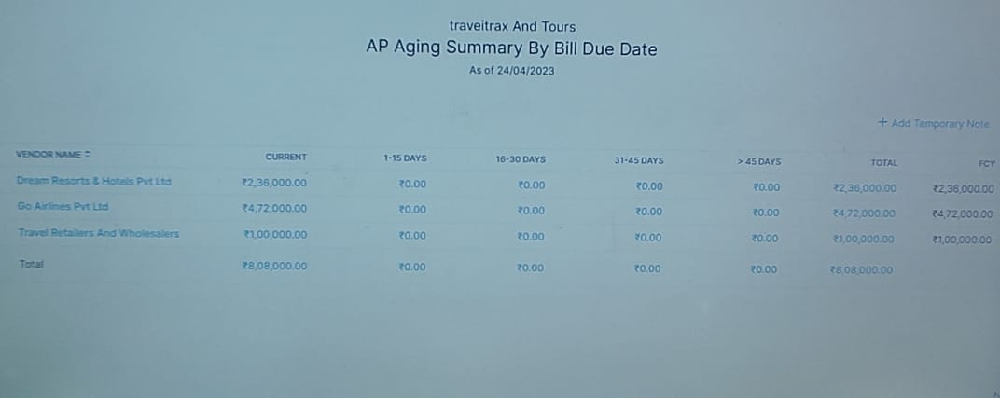 traveitrax And Tours
AP Aging Summary By Bill Due Date
As of 24/04/2023
+ Add Temporary Note
VENDOR NAME CURRENT 1-15 DAYS 16-30 DAYS 31-45 DAYS > 45 DAYS TOTAL FCY
Dream Resorts & Hotels Pvt Ltd ₹2,36,000.00 ₹0.00 ₹0.00 ₹0.00 ₹0.00 ₹2,36,000.00 ₹2,36,000.00
Go Airlines Pvt Ltd ₹4,72,000.00 ₹0.00 ₹0.00 ₹0.00 ₹0.00 ₹4,72,000.00 ₹4,72,000.00
Travel Retailers And Wholesalers ₹1,00,000.00 ₹0.00 ₹0.00 ₹0.00 ₹0.00 ₹1,00,000.00 ₹1,00,000.00
Total ₹8,08,000.00 ₹0.00 ₹0.00 ₹0.00 ₹0.00 ₹8,08,000.00